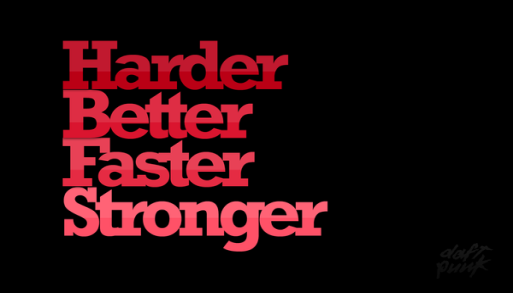 Harder
Better
Faster
Stronger
daft
punk